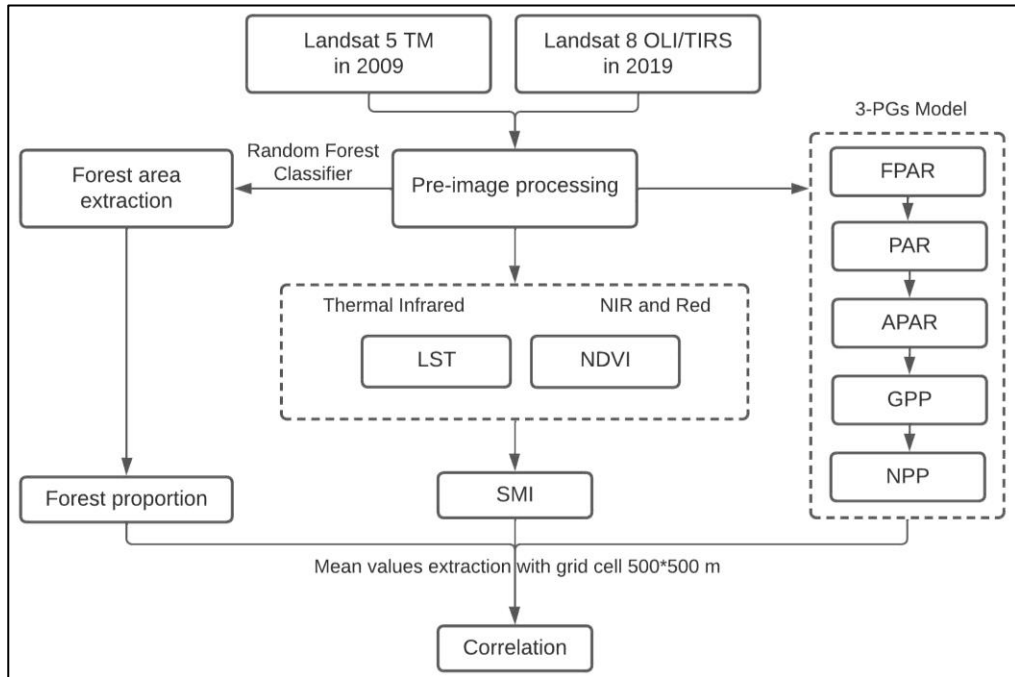 Landsat 5 TM
in 2009
Landsat 8 OLI/TIRS
in 2019
3-PGs Model
Random Forest
Classifier
Forest area
extraction
Pre-image processing
FPAR
PAR
Thermal Infrared
NIR and Red
LST
NDVI
APAR
GPP
NPP
Forest proportion
SMI
Mean values extraction with grid cell 500*500 m
Correlation